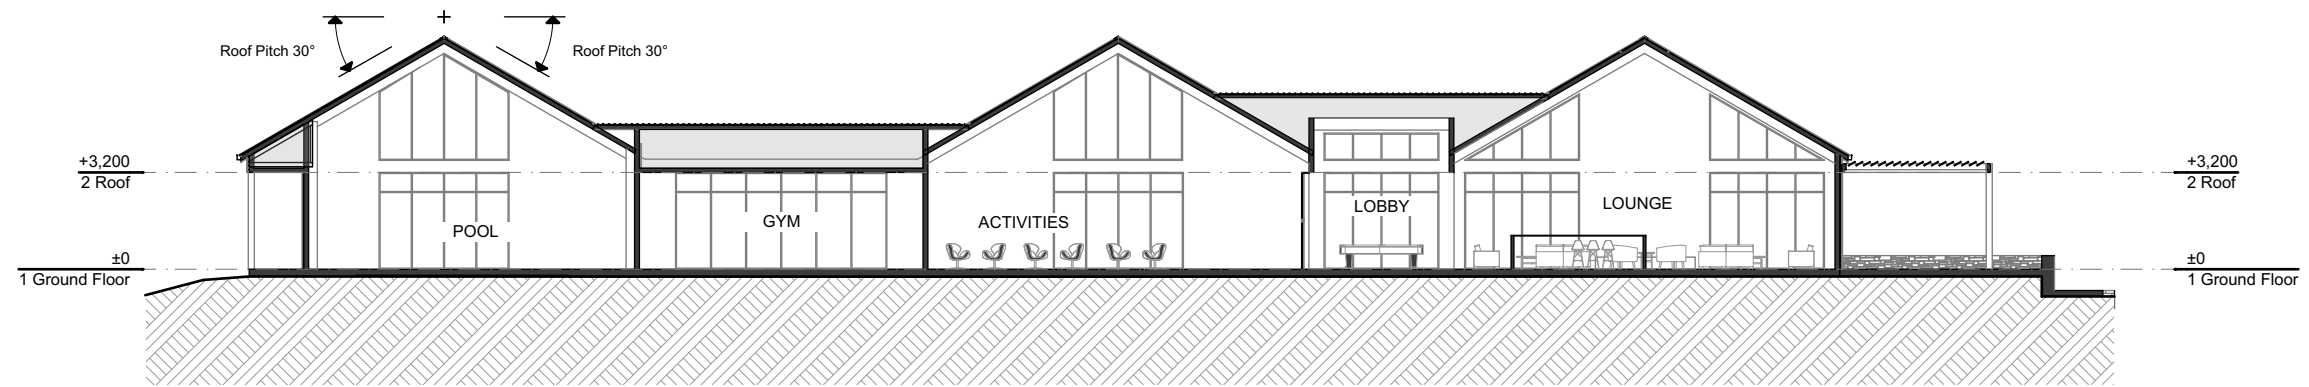 Roof Pitch 30°
Roof Pitch 30°
+3,200
2 Roof
+3,200
2 Roof
POOL
GYM
ACTIVITIES
LOBBY
LOUNGE
±0
1 Ground Floor
±0
1 Ground Floor